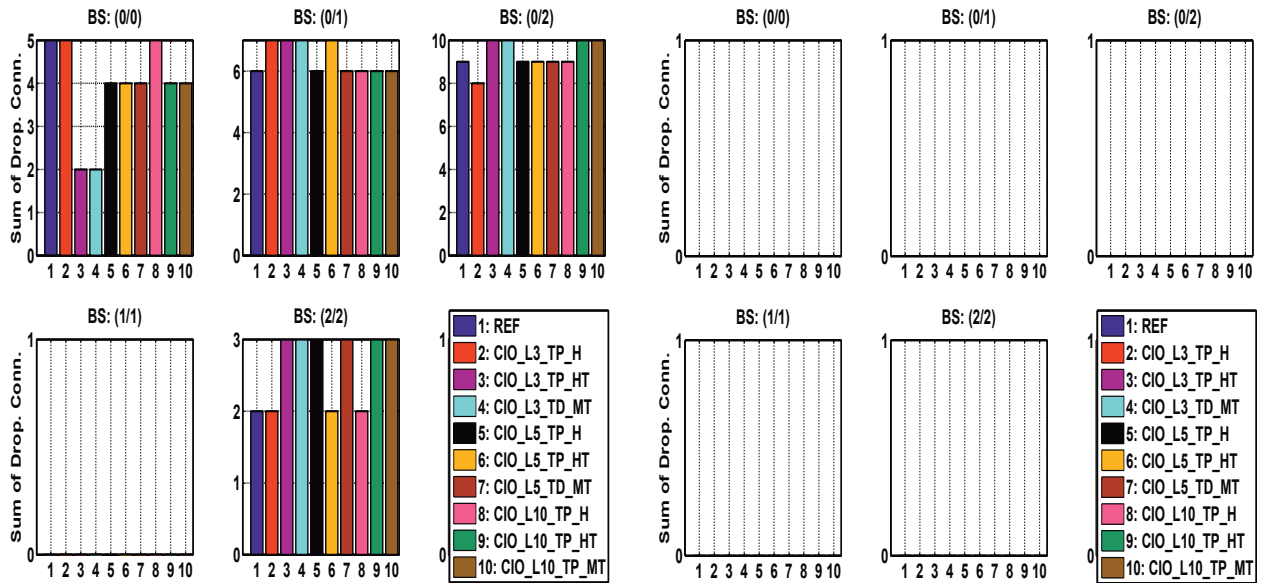 BS: (0/0)
Sum of Drop. Conn.
5
4
3
2
1
0
1 2 3 4 5 6 7 8 9 10
BS: (0/1)
6
4
2
0
1 2 3 4 5 6 7 8 9 10
BS: (0/2)
10
8
6
4
2
0
1 2 3 4 5 6 7 8 9 10
BS: (0/0)
Sum of Drop. Conn.
1
0
1 2 3 4 5 6 7 8 9 10
BS: (0/1)
1
0
1 2 3 4 5 6 7 8 9 10
BS: (0/2)
1
0
1 2 3 4 5 6 7 8 9 10
BS: (1/1)
Sum of Drop. Conn.
1
0
1 2 3 4 5 6 7 8 9 10
BS: (2/2)
3
2
1
0
1 2 3 4 5 6 7 8 9 10
1
0
1: REF
2: CIO_L3_TP_H
3: CIO_L3_TP_HT
4: CIO_L3_TD_MT
5: CIO_L5_TP_H
6: CIO_L5_TP_HT
7: CIO_L5_TD_MT
8: CIO_L10_TP_H
9: CIO_L10_TP_HT
10: CIO_L10_TP_MT
BS: (1/1)
Sum of Drop. Conn.
1
0
1 2 3 4 5 6 7 8 9 10
BS: (2/2)
1
0
1 2 3 4 5 6 7 8 9 10
1
0
1: REF
2: CIO_L3_TP_H
3: CIO_L3_TP_HT
4: CIO_L3_TD_MT
5: CIO_L5_TP_H
6: CIO_L5_TP_HT
7: CIO_L5_TD_MT
8: CIO_L10_TP_H
9: CIO_L10_TP_HT
10: CIO_L10_TP_MT